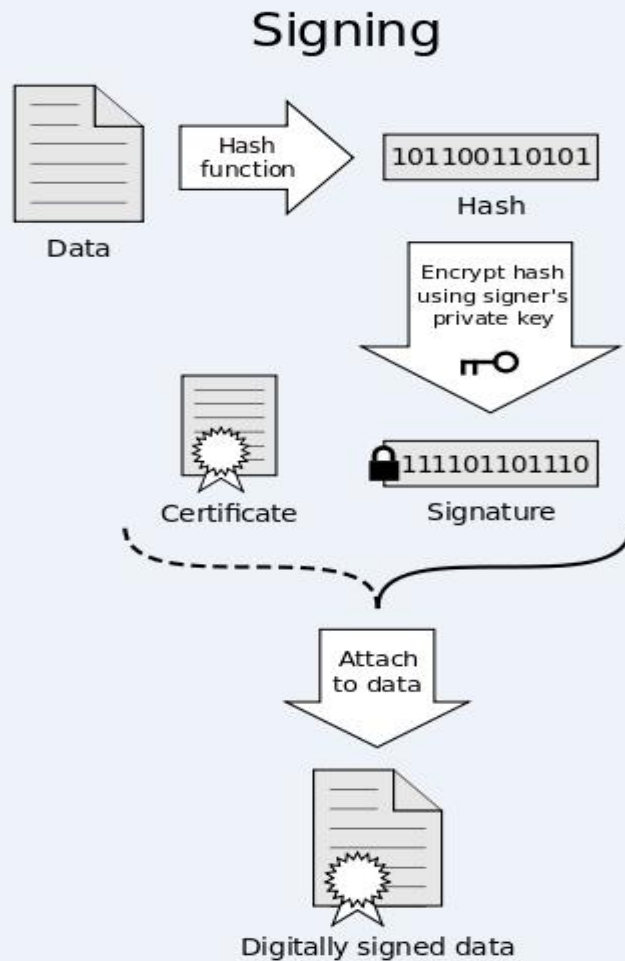 Signing
Hash
function
101100110101
Data
Hash
Encrypt hash
using signer's
private key
111101101110
Certificate
Signature
Attach
to data
Digitally signed data